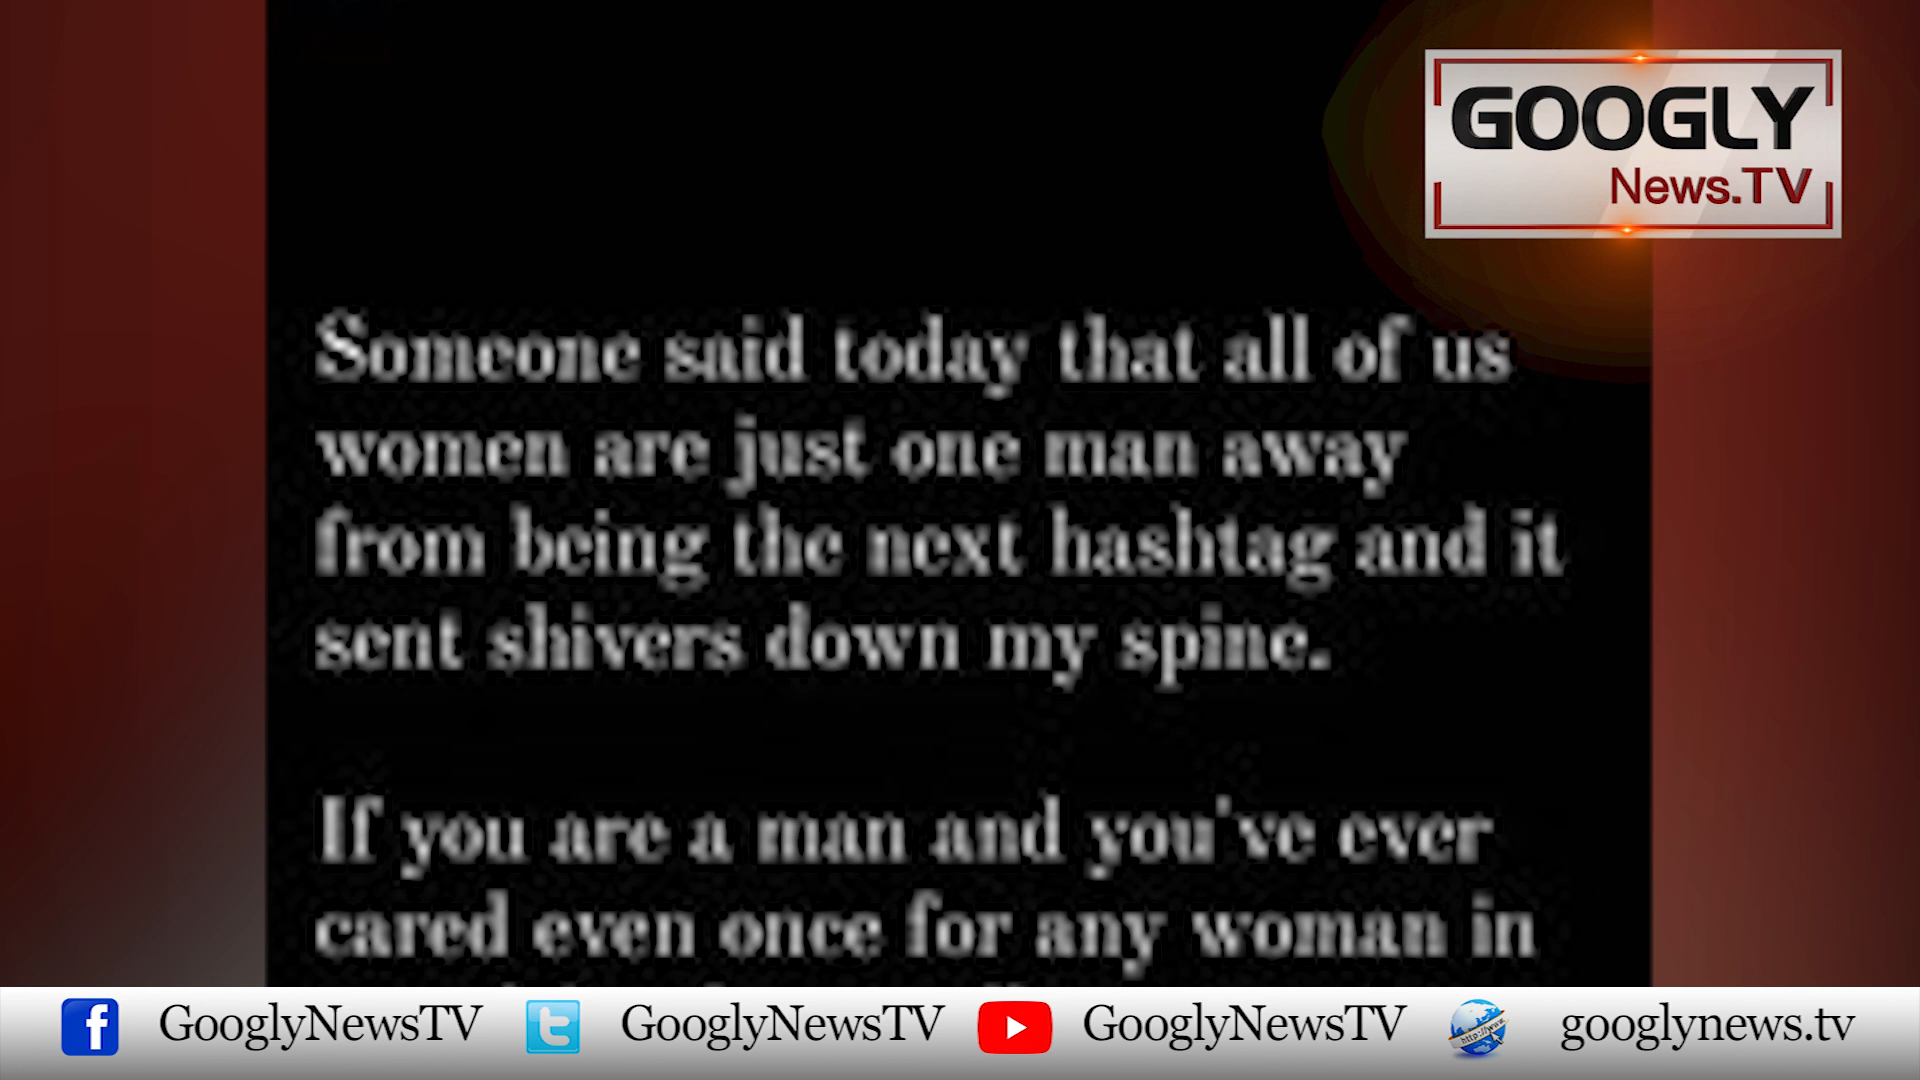 GOOGLY
News.TV
Someone said today that all of us
women are just one man away
from being the next hashtag and it
sent shivers down my spine.
If you are a man and you've ever
cared even once for any woman in
GooglyNewsTV GooglyNewsTV GooglyNewsTV googlynews.tv